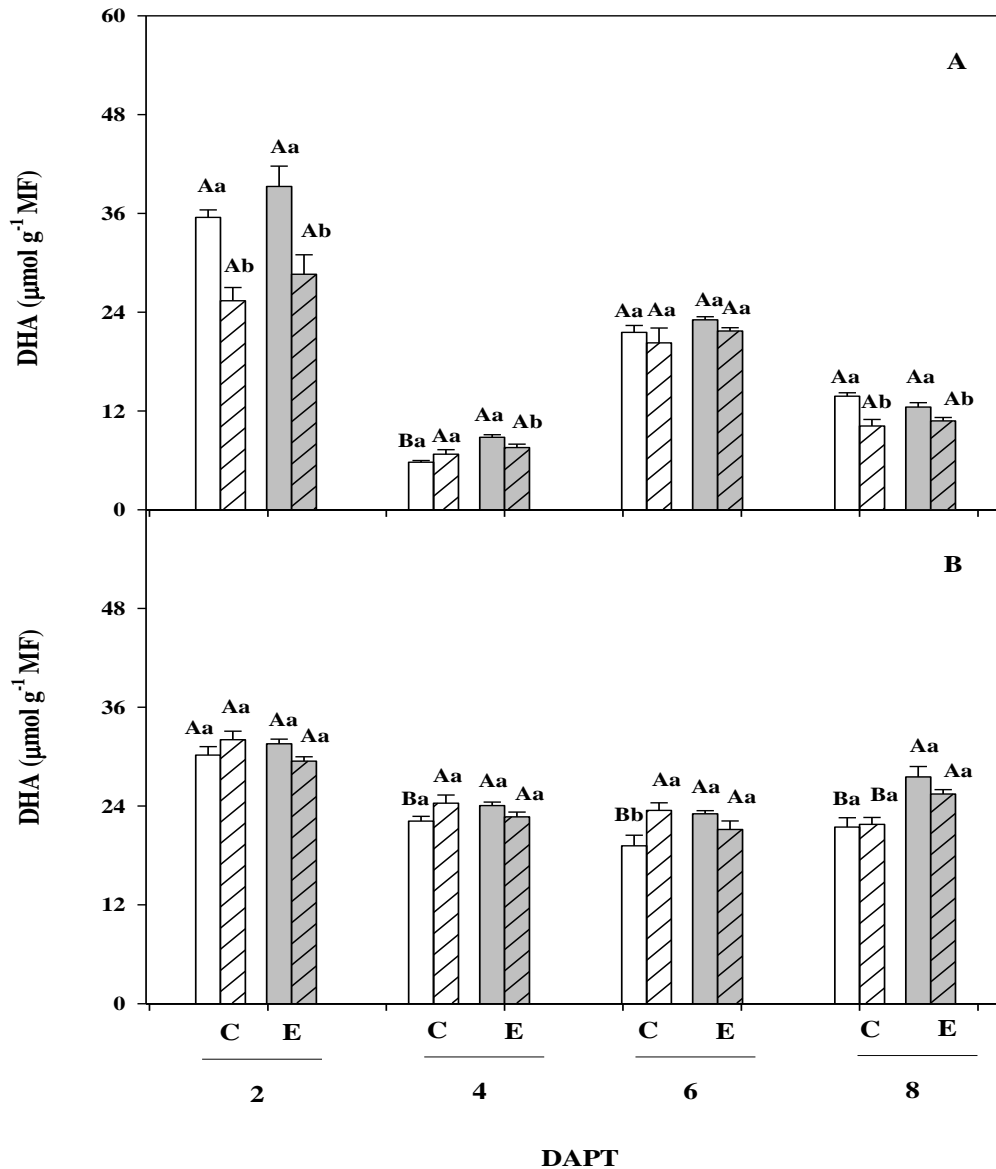 60
A
Aa
Aa
48
Aa
Ab
36
Ab
DHA (μmol g⁻¹ MF)
24
Aa Aa Aa Aa
12
Aa Ab Aa Ab
Ba Aa Aa Ab
0
B
48
36
Aa Aa Aa Aa
DHA (μmol g⁻¹ MF)
24
Ba Aa Aa Aa
Bb Aa Aa Aa
Ba Ba Aa Aa
12
0
C E C E C E C E
2 4 6 8
DAPT